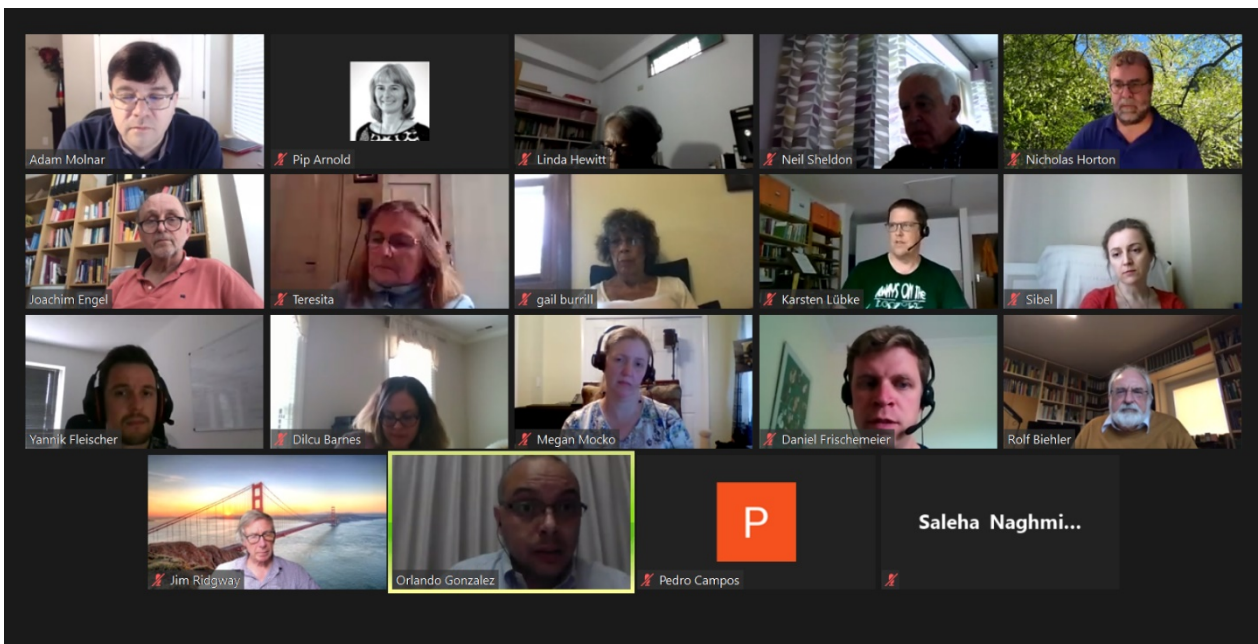 Adam Molnar
Pip Arnold
Linda Hewitt
Neil Sheldon
Nicholas Horton
Joachim Engel
Teresita
gail burrill
Karsten Lübke
Sibel
Yannik Fleischer
Dilcu Barnes
Megan Mocko
Daniel Frischemeier
Rolf Biehler
Jim Ridgway
Orlando Gonzalez
P
Pedro Campos
Saleha Naghmi...